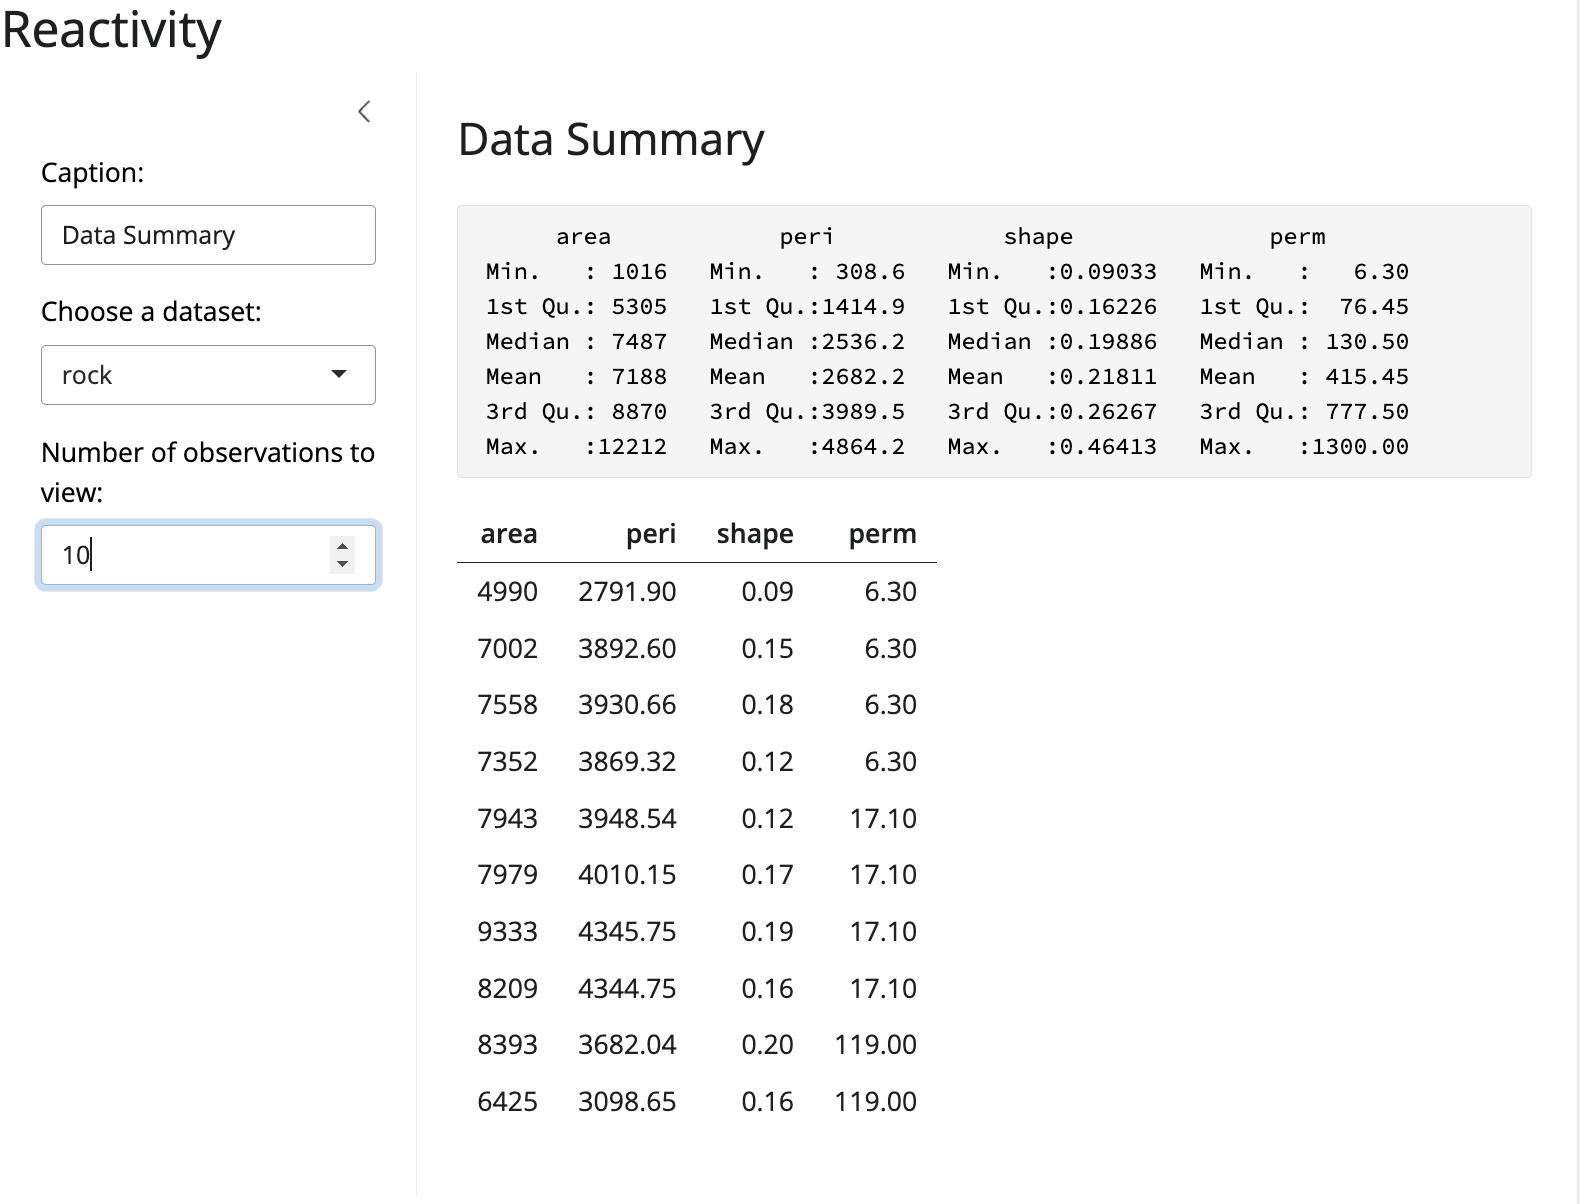 Reactivity
Caption:
Data Summary
Choose a dataset:
rock
Number of observations to
view:
10
Data Summary
area peri shape perm
Min. : 1016 Min. : 308.6 Min. :0.09033 Min. : 6.30
1st Qu.: 5305 1st Qu.:1414.9 1st Qu.:0.16226 1st Qu.: 76.45
Median : 7487 Median :2536.2 Median :0.19886 Median : 130.50
Mean : 7188 Mean :2682.2 Mean :0.21811 Mean : 415.45
3rd Qu.: 8870 3rd Qu.:3989.5 3rd Qu.:0.26267 3rd Qu.: 777.50
Max. :12212 Max. :4864.2 Max. :0.46413 Max. :1300.00
area peri shape perm
4990 2791.90 0.09 6.30
7002 3892.60 0.15 6.30
7558 3930.66 0.18 6.30
7352 3869.32 0.12 6.30
7943 3948.54 0.12 17.10
7979 4010.15 0.17 17.10
9333 4345.75 0.19 17.10
8209 4344.75 0.16 17.10
8393 3682.04 0.20 119.00
6425 3098.65 0.16 119.00